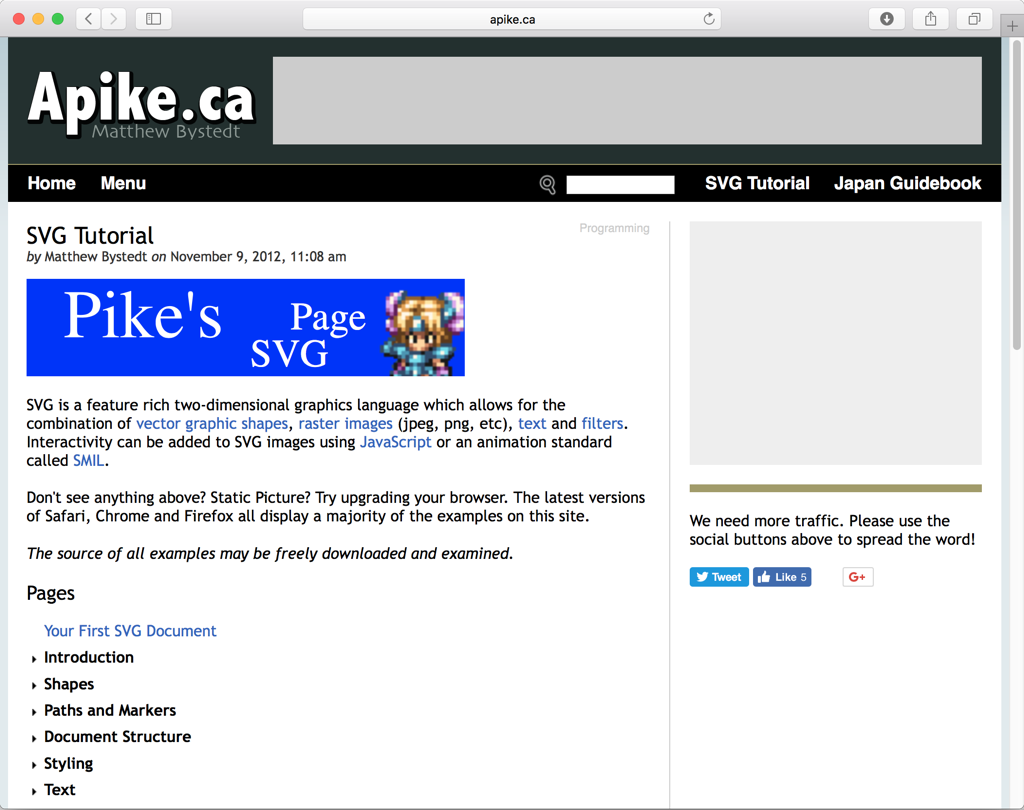 apike.ca
Apike.ca
Matthew Bystedt
Home Menu SVG Tutorial Japan Guidebook
SVG Tutorial
Programming
by Matthew Bystedt on November 9, 2012, 11:08 am
Pike's Page
SVG
SVG is a feature rich two-dimensional graphics language which allows for the
combination of vector graphic shapes, raster images (jpeg, png, etc), text and filters.
Interactivity can be added to SVG images using JavaScript or an animation standard
called SMIL.
Don't see anything above? Static Picture? Try upgrading your browser. The latest versions
of Safari, Chrome and Firefox all display a majority of the examples on this site.
The source of all examples may be freely downloaded and examined.
Pages
Your First SVG Document
Introduction
Shapes
Paths and Markers
Document Structure
Styling
Text
We need more traffic. Please use the
social buttons above to spread the word!
Tweet Like 5 G+